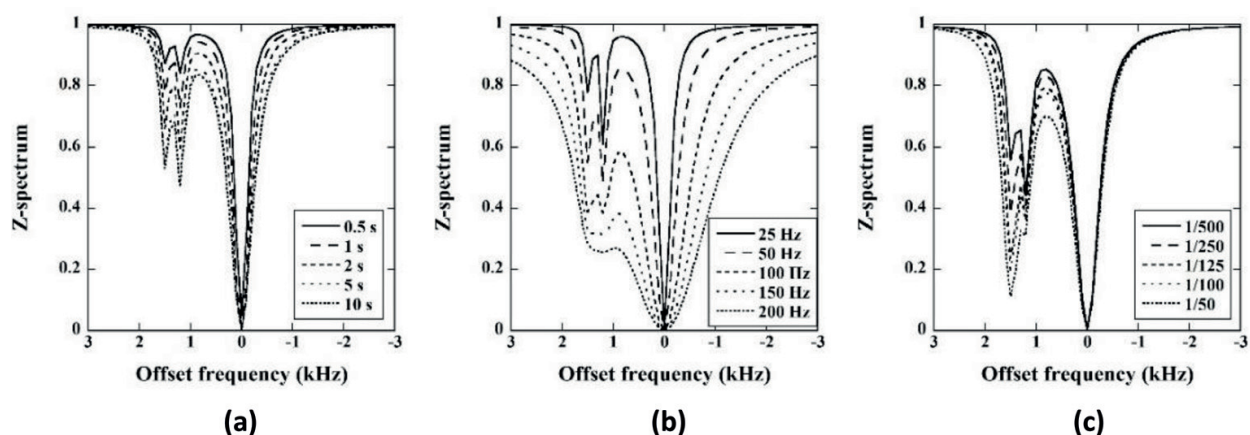 1
0.8
0.6
0.4
0.2
0
Z-spectrum
0.5 s
1 s
2 s
5 s
10 s
3 2 1 0 -1 -2 -3
Offset frequency (kHz)
(a)
1
0.8
0.6
0.4
0.2
0
Z-spectrum
25 Hz
50 Hz
100 Пz
150 Hz
200 Hz
3 2 1 0 -1 -2 -3
Offset frequency (kHz)
(b)
1
0.8
0.6
0.4
0.2
0
Z-spectrum
1/500
1/250
1/125
1/100
1/50
3 2 1 0 -1 -2 -3
Offset frequency (kHz)
(c)